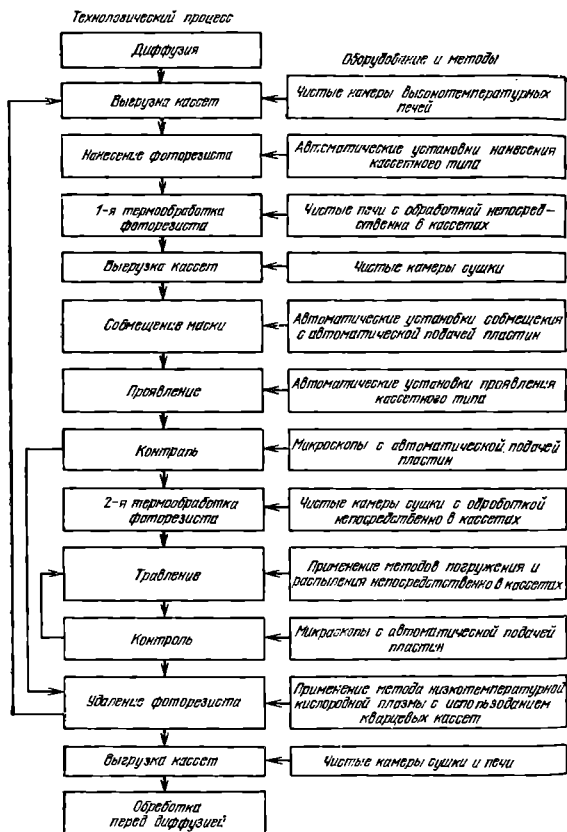 Технологический процесс
Диффузия
Оборудование и методы
Выгрузка кассет
Чистые камеры высокотемпературных
печей
Нанесение фоторезиста
Автоматические установки нанесения
кассетного типа
1-я термообработка
фоторезиста
Чистые печи с обработкой непосред-
ственно в кассетах
Выгрузка кассет
Чистые камеры сушки
Совмещение маски
Автоматические установки совмещения
с автоматической подачей пластин
Проявление
Автоматические установки проявления
кассетного типа
Контроль
Микроскопы с автоматической подачей
пластин
2-я термообработка
фоторезиста
Чистые камеры сушки с обработкой
непосредственно в кассетах
Травление
Применение методов погружения и
распыления непосредственно в кассетах
Контроль
Микроскопы с автоматической подачей
пластин
Удаление фоторезиста
Применение метода низкотемпературной
кислородной плазмы с использованием
кварцевых кассет
Выгрузка кассет
Чистые камеры сушки и печи
Обработка
перед диффузией